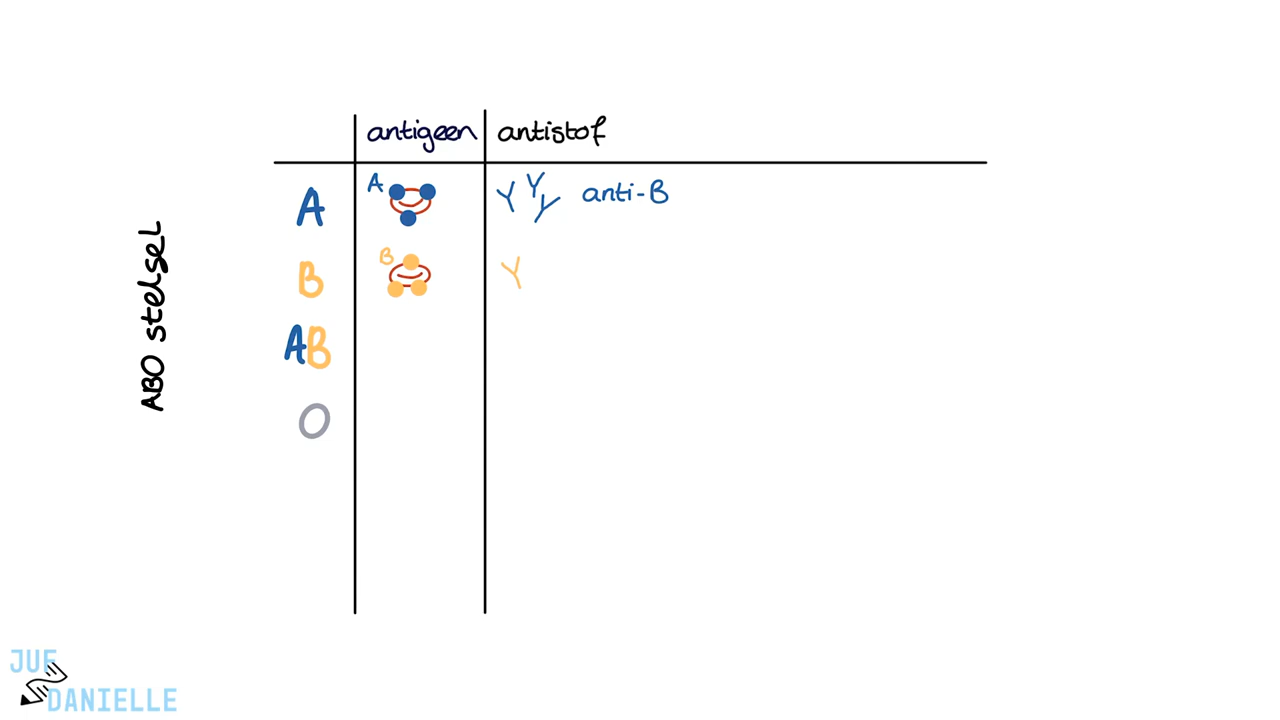 antigeen antistof
A A anti-B
B B
AB
O
ABO stelsel
JUF
DANIELLE